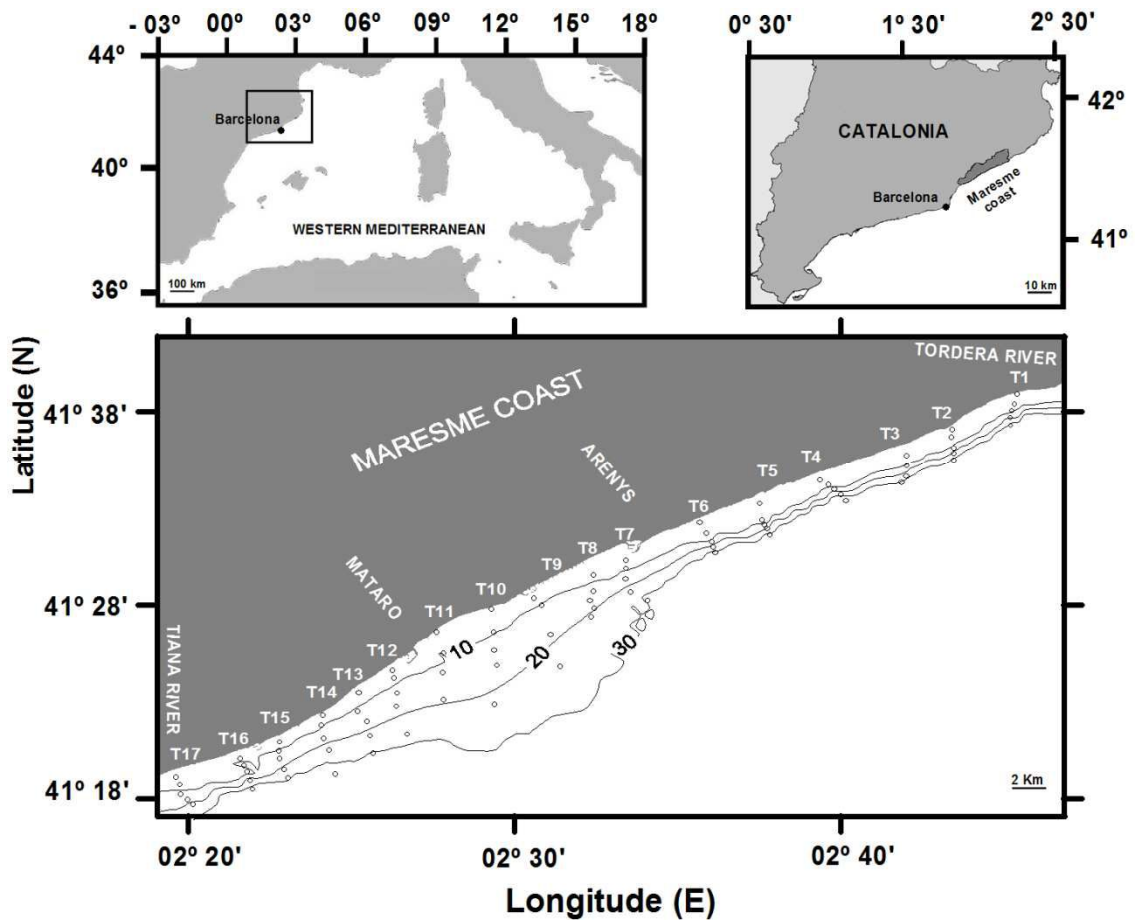 - 03º 00º 03º 06º 09º 12º 15º 18º
44º
40º
36º
Barcelona
WESTERN MEDITERRANEAN
100 km
0º 30' 1º 30' 2º 30'
42º
41º
CATALONIA
Barcelona
Maresme
coast
10 km
Latitude (N)
41º 38'
41º 28'
41º 18'
TORDERA RIVER
MARESME COAST
ARENYS
MATARO
TIANA RIVER
T1
T2
T3
T4
T5
T6
T7
T8
T9
T10
T11
T12
T13
T14
T15
T16
T17
10
20
30
2 Km
02º 20' 02º 30' 02º 40'
Longitude (E)